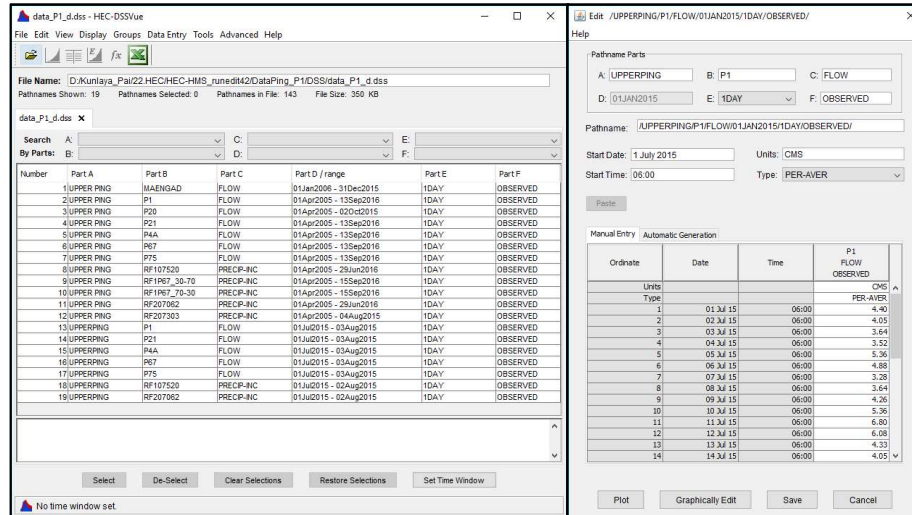 data_P1_d.dss - HEC-DSSVue
File Edit View Display Groups Data Entry Tools Advanced Help
File Name: D:/Kunlaya_Pai/22.HEC/HEC-HMS_runedit42/DataPing_P1/DSS/data_P1_d.dss
Pathnames Shown: 19 Pathnames Selected: 0 Pathnames in File: 143 File Size: 350 KB
data_P1_d.dss
Search A: C: E:
By Parts: B: D: F:
Number Part A Part B Part C Part D / range Part E Part F
1 UPPER PING MAENGAD FLOW 01Jan2006 - 31Dec2015 1DAY OBSERVED
2 UPPER PING P1 FLOW 01Apr2005 - 13Sep2016 1DAY OBSERVED
3 UPPER PING P20 FLOW 01Apr2005 - 02Oct2015 1DAY OBSERVED
4 UPPER PING P21 FLOW 01Apr2005 - 13Sep2016 1DAY OBSERVED
5 UPPER PING P4A FLOW 01Apr2005 - 13Sep2016 1DAY OBSERVED
6 UPPER PING P67 FLOW 01Apr2005 - 13Sep2016 1DAY OBSERVED
7 UPPER PING P75 FLOW 01Apr2005 - 13Sep2016 1DAY OBSERVED
8 UPPER PING RF107520 PRECIP-INC 01Apr2005 - 29Jun2016 1DAY OBSERVED
9 UPPER PING RF1P67_30-70 PRECIP-INC 01Apr2005 - 15Sep2016 1DAY OBSERVED
10 UPPER PING RF1P67_70-30 PRECIP-INC 01Apr2005 - 15Sep2016 1DAY OBSERVED
11 UPPER PING RF207062 PRECIP-INC 01Apr2005 - 29Jun2016 1DAY OBSERVED
12 UPPER PING RF207303 PRECIP-INC 01Apr2005 - 04Aug2015 1DAY OBSERVED
13 UPPERPING P1 FLOW 01Jul2015 - 03Aug2015 1DAY OBSERVED
14 UPPERPING P21 FLOW 01Jul2015 - 03Aug2015 1DAY OBSERVED
15 UPPERPING P4A FLOW 01Jul2015 - 03Aug2015 1DAY OBSERVED
16 UPPERPING P67 FLOW 01Jul2015 - 03Aug2015 1DAY OBSERVED
17 UPPERPING P75 FLOW 01Jul2015 - 03Aug2015 1DAY OBSERVED
18 UPPERPING RF107520 PRECIP-INC 01Jul2015 - 02Aug2015 1DAY OBSERVED
19 UPPERPING RF207062 PRECIP-INC 01Jul2015 - 02Aug2015 1DAY OBSERVED
Select De-Select Clear Selections Restore Selections Set Time Window
No time window set.
Edit /UPPERPING/P1/FLOW/01JAN2015/1DAY/OBSERVED/
Help
Pathname Parts
A: UPPERPING B: P1 C: FLOW
D: 01JAN2015 E: 1DAY F: OBSERVED
Pathname: /UPPERPING/P1/FLOW/01JAN2015/1DAY/OBSERVED/
Start Date: 1 July 2015 Units: CMS
Start Time: 06:00 Type: PER-AVER
Paste
Manual Entry Automatic Generation
Ordinate Date Time P1
FLOW
OBSERVED
Units CMS
Type PER-AVER
1 01 Jul 15 06:00 4.40
2 02 Jul 15 06:00 4.05
3 03 Jul 15 06:00 3.64
4 04 Jul 15 06:00 3.52
5 05 Jul 15 06:00 5.36
6 06 Jul 15 06:00 4.88
7 07 Jul 15 06:00 3.28
8 08 Jul 15 06:00 3.64
9 09 Jul 15 06:00 4.26
10 10 Jul 15 06:00 5.36
11 11 Jul 15 06:00 6.80
12 12 Jul 15 06:00 6.08
13 13 Jul 15 06:00 4.33
14 14 Jul 15 06:00 4.05
Plot Graphically Edit Save Cancel